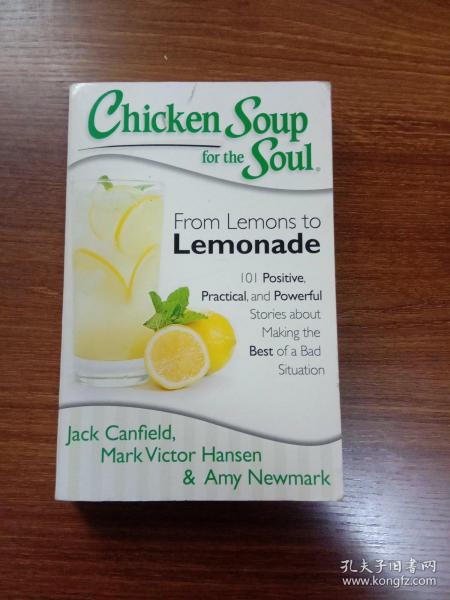 Chicken Soup
for the Soul®
From Lemons to
Lemonade
101 Positive,
Practical, and Powerful
Stories about
Making the
Best of a Bad
Situation
Jack Canfield,
Mark Victor Hansen
& Amy Newmark
孔夫子旧书网
www.kongfz.com